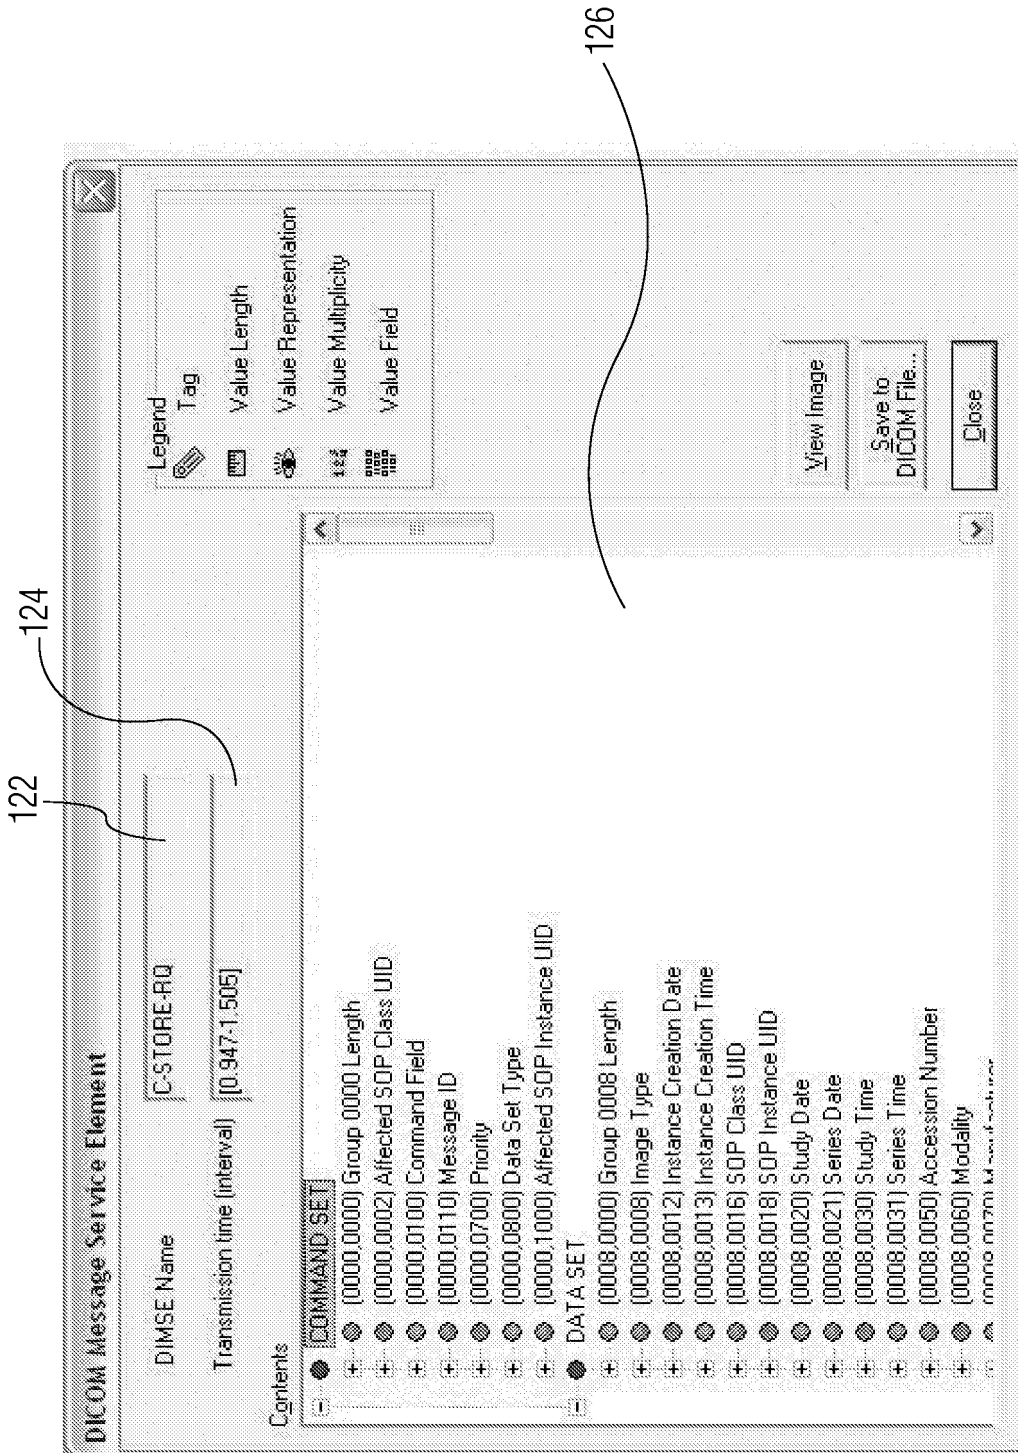 122
124
126
DICOM Message Service Element
DIMSE Name
C-STORE-RQ
Transmission time (interval)
[0.947-1.505]
Legend
Tag
Value Length
Value Representation
Value Multiplicity
Value Field
Contents
COMMAND SET
(0000,0000) Group 0000 Length
(0000,0002) Affected SOP Class UID
(0000,0100) Command Field
(0000,0110) Message ID
(0000,0700) Priority
(0000,0800) Data Set Type
(0000,1000) Affected SOP Instance UID
DATA SET
(0008,0000) Group 0008 Length
(0008,0008) Image Type
(0008,0012) Instance Creation Date
(0008,0013) Instance Creation Time
(0008,0016) SOP Class UID
(0008,0018) SOP Instance UID
(0008,0020) Study Date
(0008,0021) Series Date
(0008,0030) Study Time
(0008,0031) Series Time
(0008,0050) Accession Number
(0008,0060) Modality
(0008,0070) Manufacturer
View Image
Save to
DICOM File...
Close